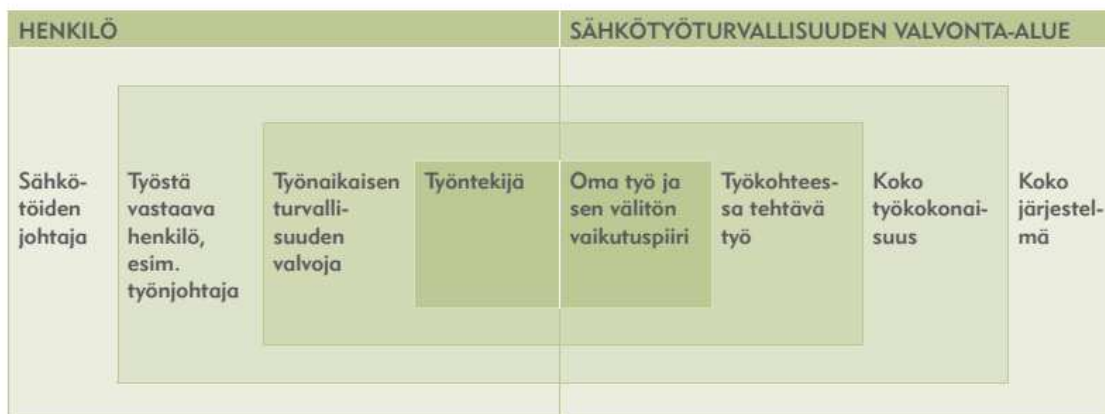 HENKILÖ
SÄHKÖTYÖTURVALLISUUDEN VALVONTA-ALUE
Sähkö-
töiden
johtaja
Työstä
vastaava
henkilö,
esim.
työnjohtaja
Työnaikaisen
turvalli-
suuden
valvoja
Työntekijä
Oma työ ja
sen välitön
vaikutuspiiri
Työkohtees-
sa tehtävä
työ
Koko
työkokonai-
suus
Koko
järjestel-
mä